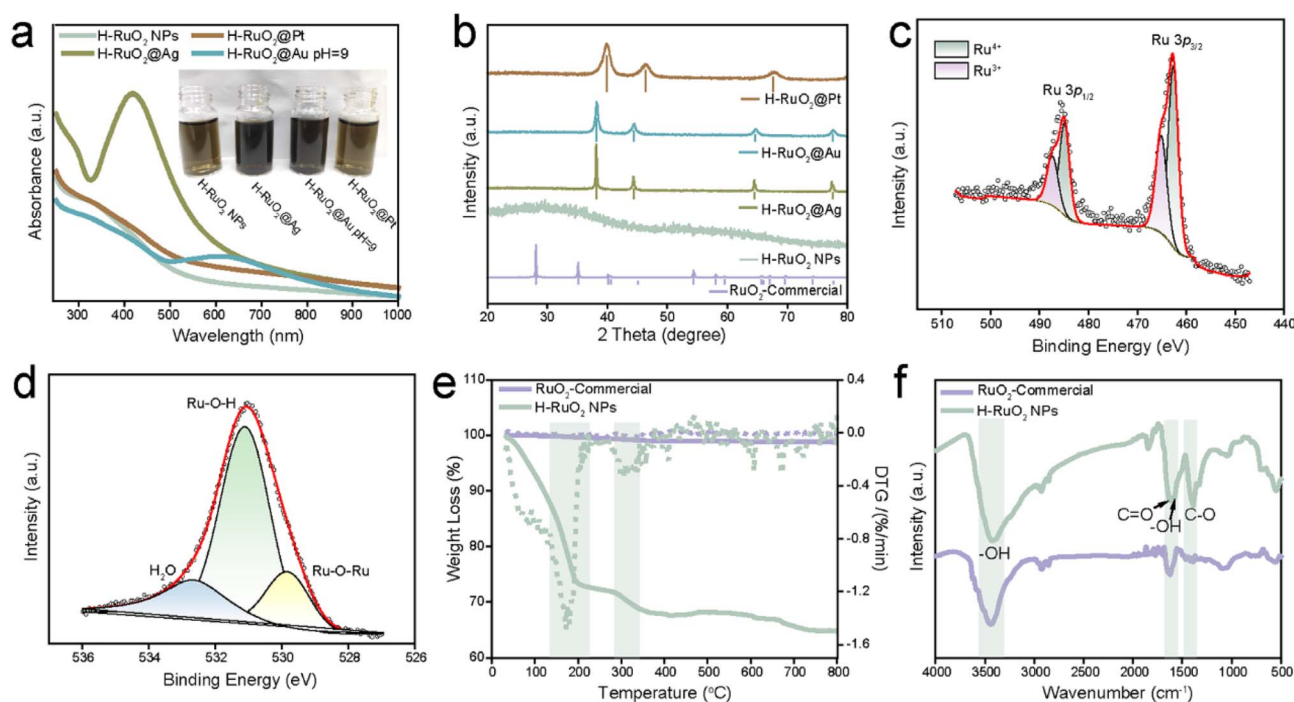 a
H-RuO₂ NPs
H-RuO₂@Pt
H-RuO₂@Ag
H-RuO₂@Au pH=9
H-RuO₂ NPs
H-RuO₂@Ag
H-RuO₂@Au pH=9
H-RuO₂@Pt
Absorbance (a.u.)
300 400 500 600 700 800 900 1000
Wavelength (nm)
b
H-RuO₂@Pt
H-RuO₂@Au
H-RuO₂@Ag
H-RuO₂ NPs
RuO₂-Commercial
Intensity (a.u.)
20 30 40 50 60 70 80
2 Theta (degree)
c
Ru⁴⁺
Ru³⁺
Ru 3p₁/₂
Ru 3p₃/₂
Intensity (a.u.)
510 500 490 480 470 460 450 440
Binding Energy (eV)
d
Ru-O-H
H₂O
Ru-O-Ru
Intensity (a.u.)
536 534 532 530 528 526
Binding Energy (eV)
e
RuO₂-Commercial
H-RuO₂ NPs
110
100
90
80
70
60
Weight Loss (%)
0.4
0.0
-0.4
-0.8
-1.2
-1.6
DTG /(%/min)
0 100 200 300 400 500 600 700 800
Temperature (°C)
f
RuO₂-Commercial
H-RuO₂ NPs
C=O
-OH
C-O
-OH
Intensity (a.u.)
4000 3500 3000 2500 2000 1500 1000 500
Wavenumber (cm⁻¹)